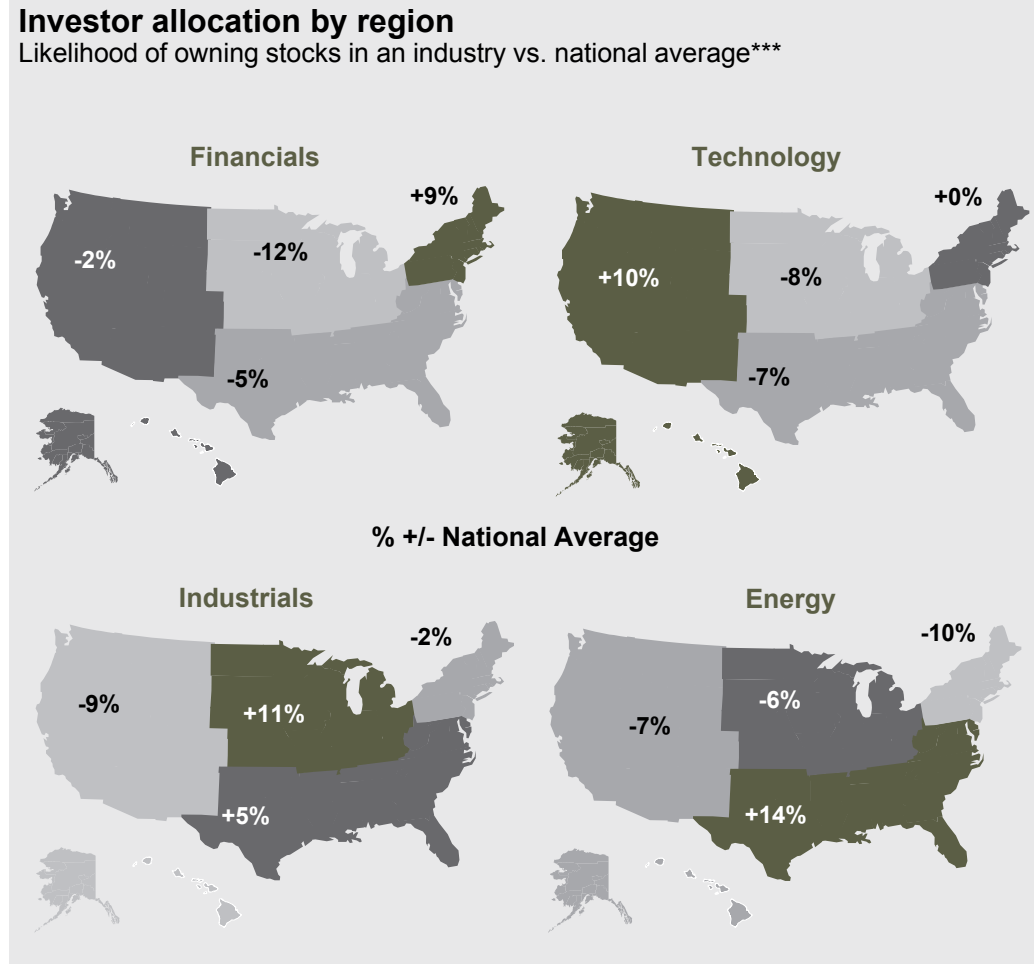 Investor allocation by region
Likelihood of owning stocks in an industry vs. national average***
Financials
+9%
-2%
-12%
-5%
Technology
+0%
+10%
-8%
-7%
% +/- National Average
Industrials
-2%
-9%
+11%
+5%
Energy
-10%
-7%
-6%
+14%